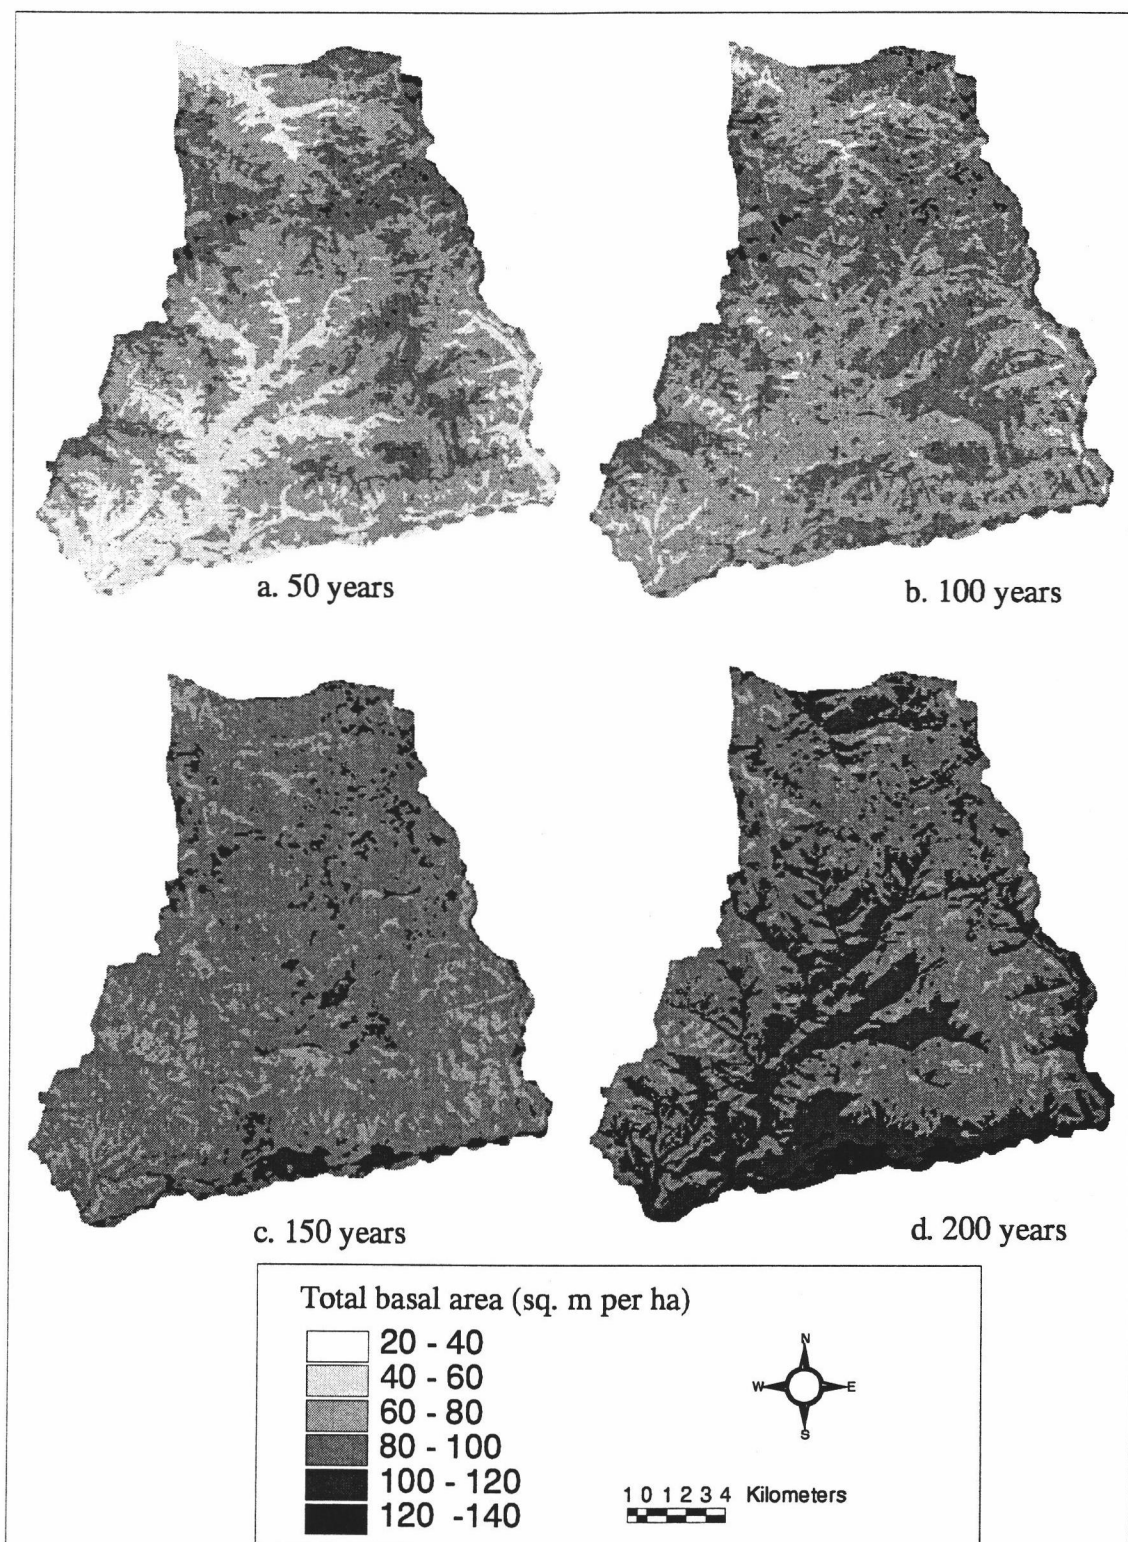 a. 50 years
b. 100 years
c. 150 years
d. 200 years
Total basal area (sq. m per ha)
20 - 40
40 - 60
60 - 80
80 - 100
100 - 120
120 -140
N
W E
S
1 0 1 2 3 4 Kilometers